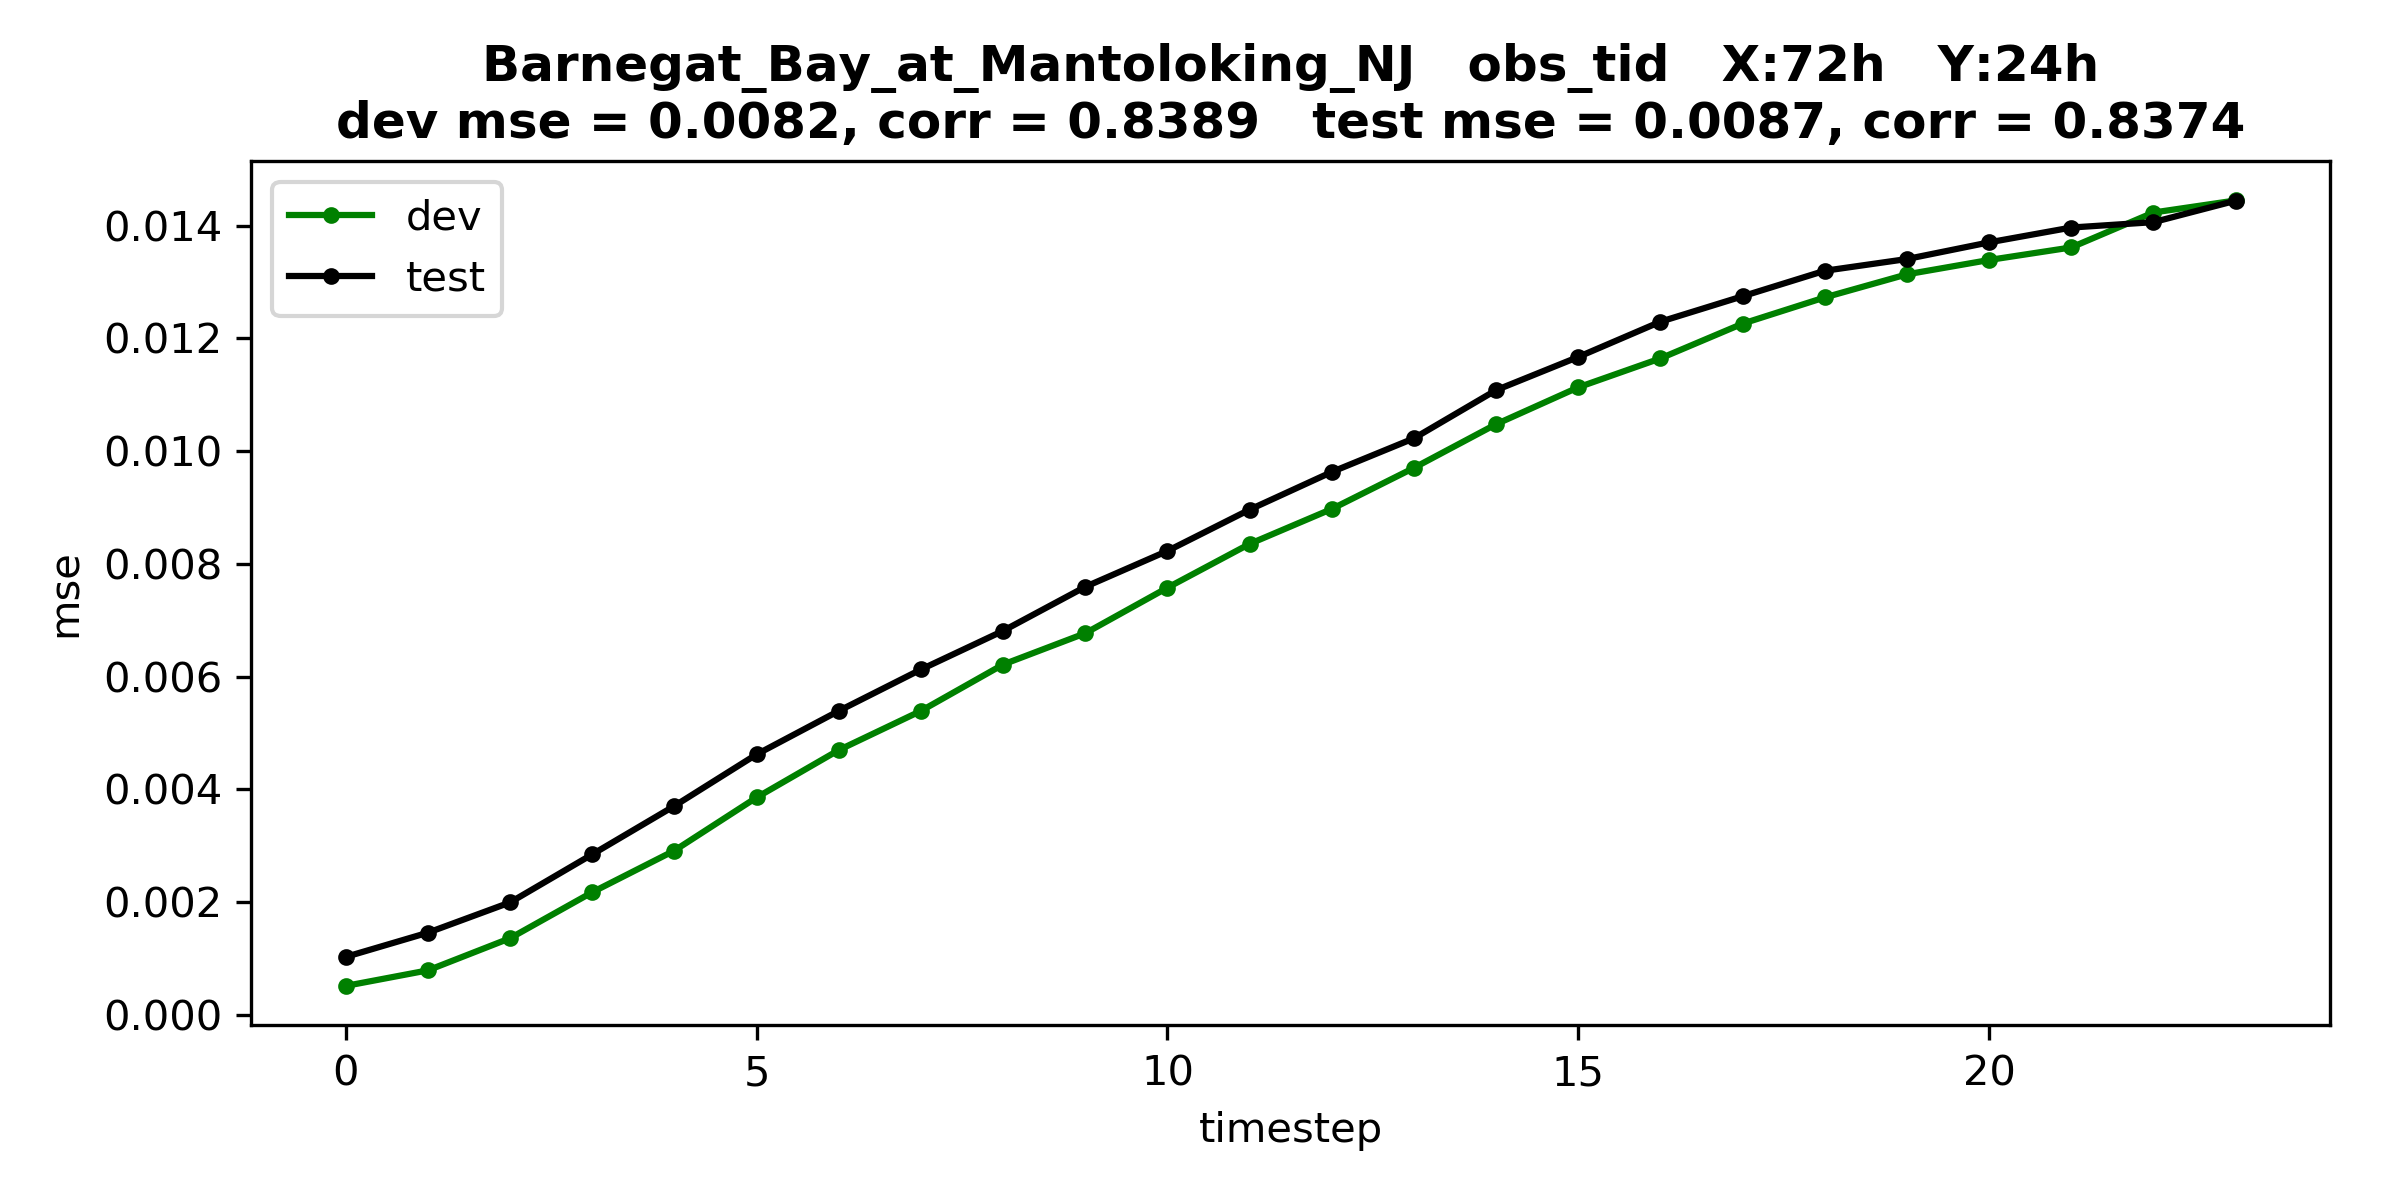 Barnegat_Bay_at_Mantoloking_NJ   obs_tid   X:72h   Y:24h
dev mse = 0.0082, corr = 0.8389   test mse = 0.0087, corr = 0.8374
dev
test
0.014
0.012
0.010
0.008
0.006
0.004
0.002
0.000
mse
0 5 10 15 20
timestep